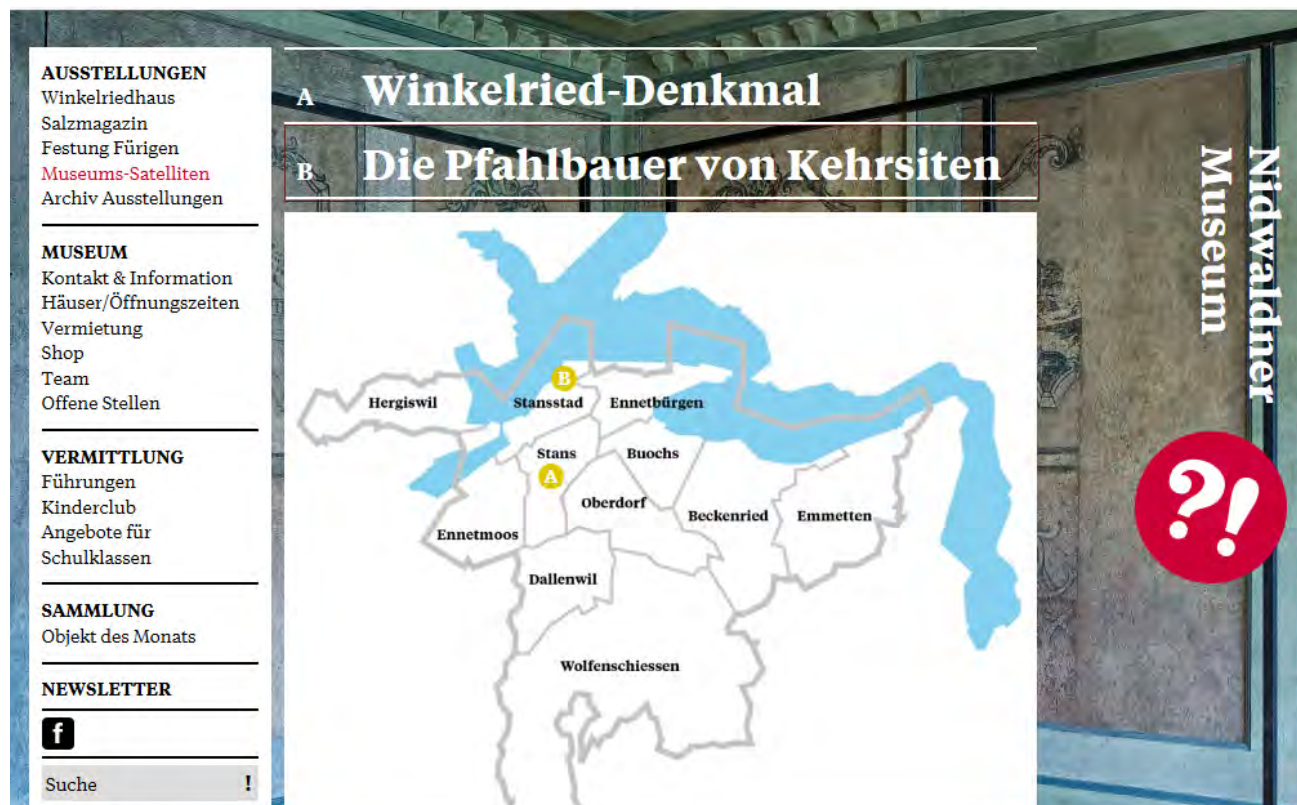 AUSSTELLUNGEN
Winkelriedhaus
Salzmagazin
Festung Fürigen
Museums-Satelliten
Archiv Ausstellungen
MUSEUM
Kontakt & Information
Häuser/Öffnungszeiten
Vermietung
Shop
Team
Offene Stellen
VERMITTLUNG
Führungen
Kinderclub
Angebote für
Schulklassen
SAMMLUNG
Objekt des Monats
NEWSLETTER
f
Suche !
A Winkelried-Denkmal
B Die Pfahlbauer von Kehrsiten
B
Hergiswil
Stansstad
Ennetbürgen
Stans
Buochs
A
Oberdorf
Beckenried
Emmetten
Ennetmoos
Dallenwil
Wolfenschiessen
Nidwaldner
Museum
?!